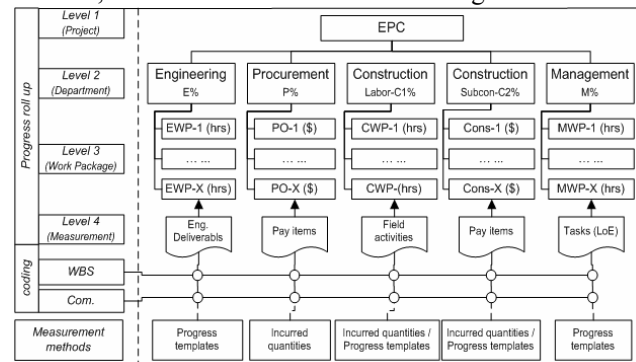 Level 1
(Project)
EPC
Level 2
(Department)
Engineering
E%
Procurement
P%
Construction
Labor-C1%
Construction
Subcon-C2%
Management
M%
Progress roll up
EWP-1 (hrs)
PO-1 ($)
CWP-1 (hrs)
Cons-1 ($)
MWP-1 (hrs)
Level 3
(Work Package)
... ...
... ...
... ...
... ...
... ...
EWP-X (hrs)
PO-X ($)
CWP-(hrs)
Cons-X ($)
MWP-X (hrs)
Level 4
(Measurement)
Eng.
Deliverables
Pay items
Field
activities
Pay items
Tasks (LoE)
coding
WBS
Com.
Measurement
methods
Progress
templates
Incurred
quantities
Incurred quantities /
Progress templates
Incurred quantities /
Progress templates
Progress
templates